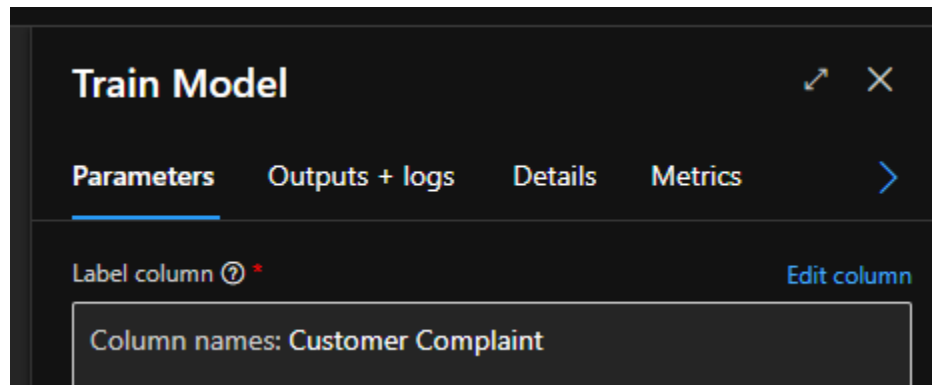 Train Model
Parameters Outputs + logs Details Metrics
Label column ? * Edit column
Column names: Customer Complaint